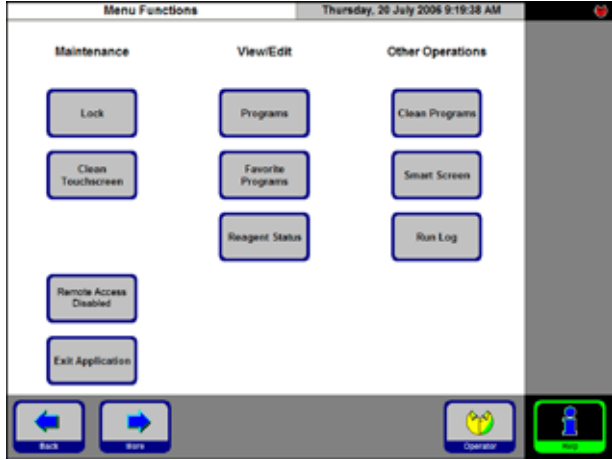 Menu Functions
Thursday, 20 July 2006 9:19:38 AM
Maintenance
View/Edit
Other Operations
Lock
Programs
Clean Programs
Clean
Touchscreen
Favorite
Programs
Smart Screen
Reagent Status
Run Log
Remote Access
Disabled
Exit Application
Back
More
Operator
Help